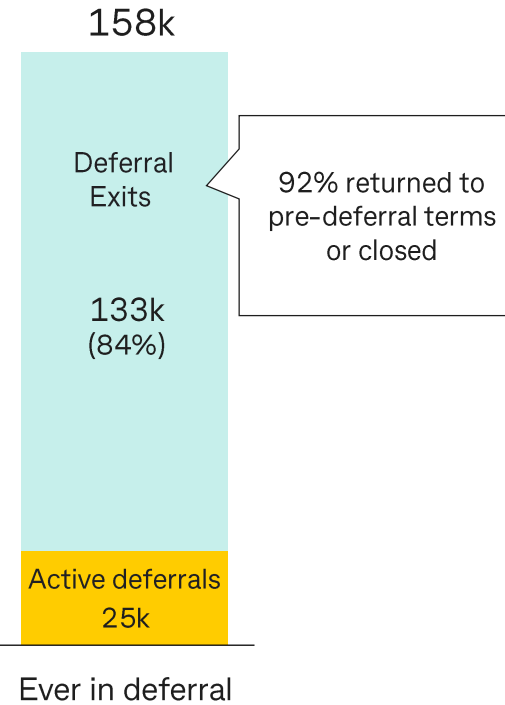 158k
Deferral
Exits
92% returned to
pre-deferral terms
or closed
133k
(84%)
Active deferrals
25k
Ever in deferral